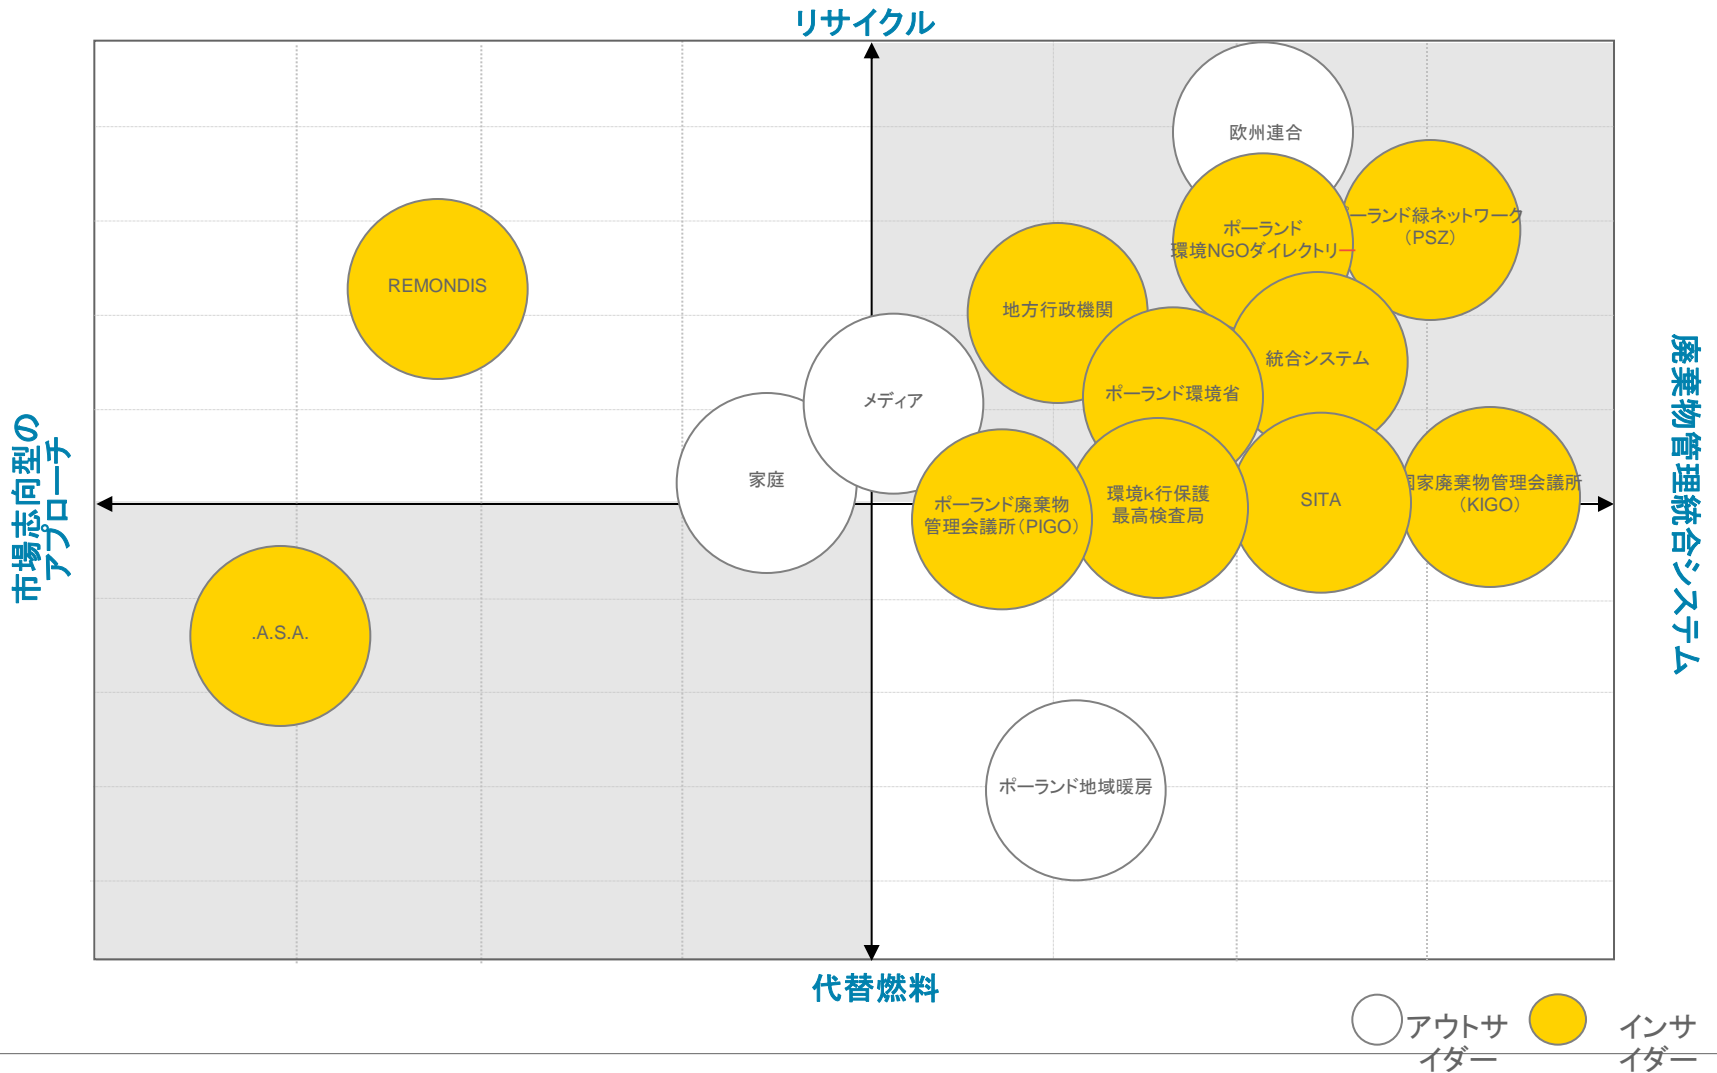 リサイクル
欧州連合
ーランド緑ネットワーク
（PSZ）
ポーランド
環境NGOダイレクトリー
REMONDIS
地方行政機関
統合システム
ポーランド環境省
メディア
家庭
国家廃棄物管理会議所
（KIGO）
環境k行保護
最高検査局
SITA
ポーランド廃棄物
管理会議所（PIGO）
市場志向型の
アプローチ
廃棄物管理統合システム
.A.S.A.
ポーランド地域暖房
代替燃料
アウトサ
イダー
インサ
イダー